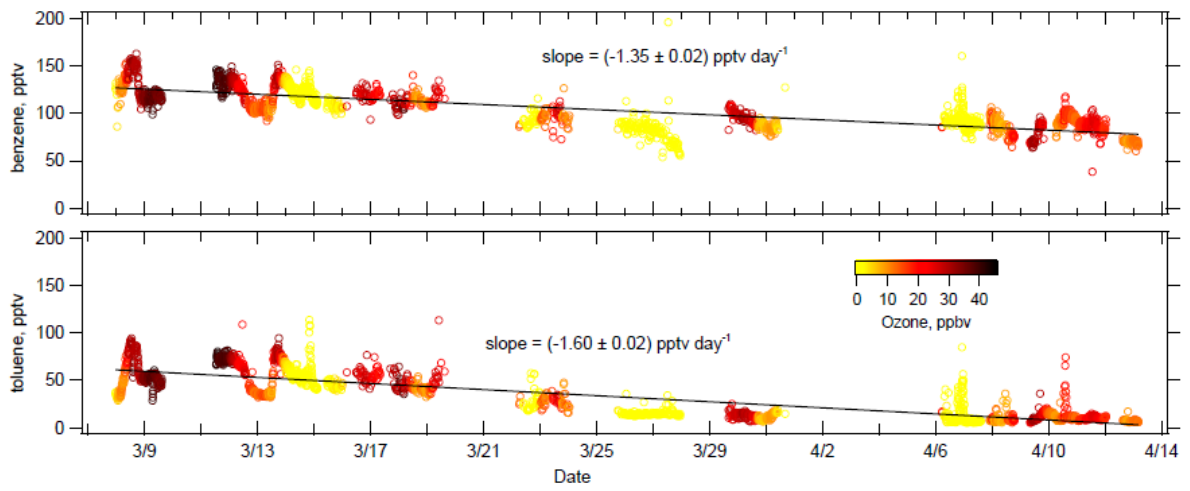 200
150
100
50
0
benzene, pptv
slope = (-1.35 ± 0.02) pptv day⁻¹
200
150
100
50
0
toluene, pptv
slope = (-1.60 ± 0.02) pptv day⁻¹
0 10 20 30 40
Ozone, ppbv
3/9 3/13 3/17 3/21 3/25 3/29 4/2 4/6 4/10 4/14
Date